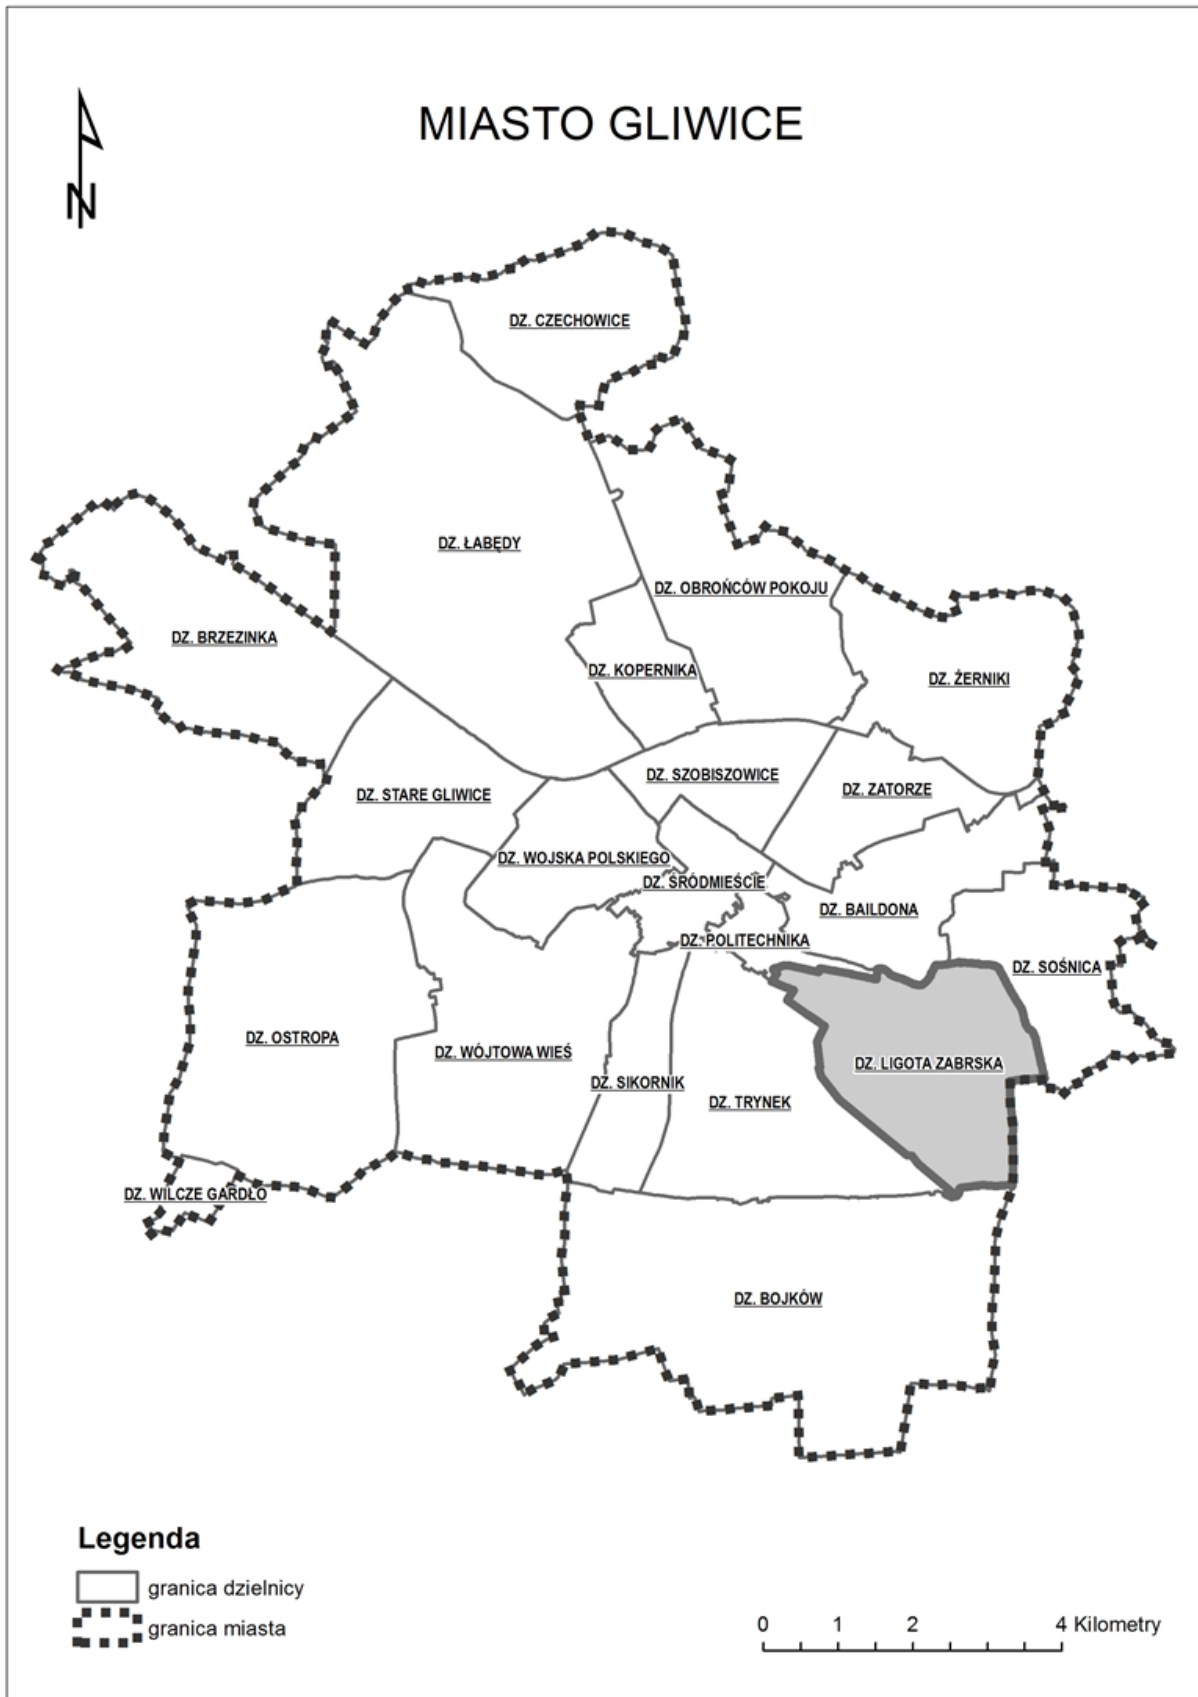 MIASTO GLIWICE
N
DZ. CZECHOWICE
DZ. ŁABĘDY
DZ. OBROŃCÓW POKOJU
DZ. BRZEZINKA
DZ. KOPERNIKA
DZ. ŻERNIKI
DZ. SZOBISZOWICE
DZ. STARE GLIWICE
DZ. ZATORZE
DZ. WOJSKA POLSKIEGO
DZ. ŚRÓDMIEŚCIE
DZ. BAILDONA
DZ. POLITECHNIKA
DZ. SOŚNICA
DZ. OSTROPA
DZ. WÓJTOWA WIEŚ
DZ. LIGOTA ZABRSKA
DZ. SIKORNIK
DZ. TRYNEK
DZ. WILCZE GARDŁO
DZ. BOJKÓW
Legenda
granica dzielnicy
granica miasta
0 1 2 4 Kilometry